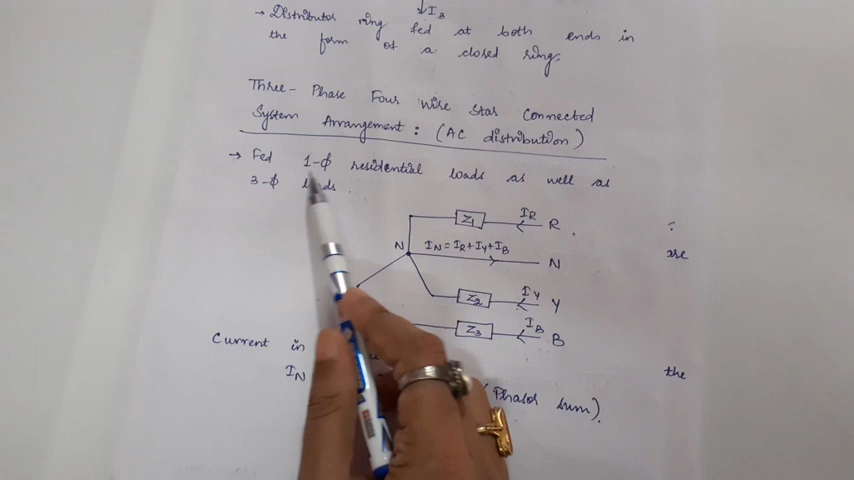 ↓I₃
→ Distributor ring fed at both ends in
the form of a closed ring.
Three-Phase Four Wire Star Connected
System Arrangement : (AC distribution)
→ Fed 1-ϕ residential loads as well as
3-ϕ loads.
Z₁ I_R R
N I_N = I_R+I_Y+I_B N
are
Z₂ I_Y Y
Z₃ I_B B
Current in
the
I_N (Phasor sum).